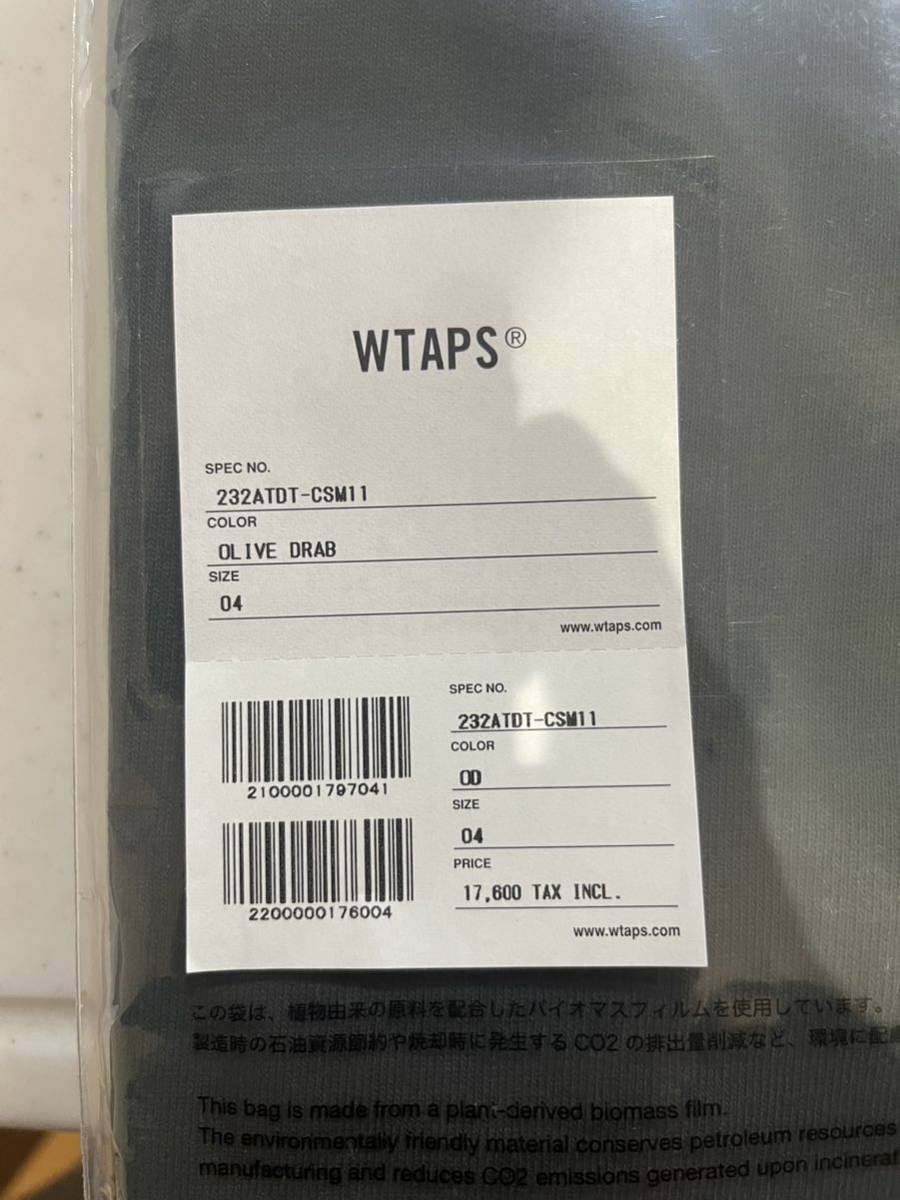 WTAPS®
SPEC NO.
232ATDT-CSM11
COLOR
OLIVE DRAB
SIZE
04
www.wtaps.com
2100001797041
2200000176004
SPEC NO.
232ATDT-CSM11
COLOR
OD
SIZE
04
PRICE
17,600 TAX INCL.
www.wtaps.com
この袋は、植物由来の原料を配合したバイオマスフィルムを使用しています。
製造時の石油資源節約や焼却時に発生するCO2の排出量削減など、環境に配
This bag is made from a plant-derived biomass film.
The environmentally friendly material conserves petroleum resources
manufacturing and reduces CO2 emissions generated upon incinerat